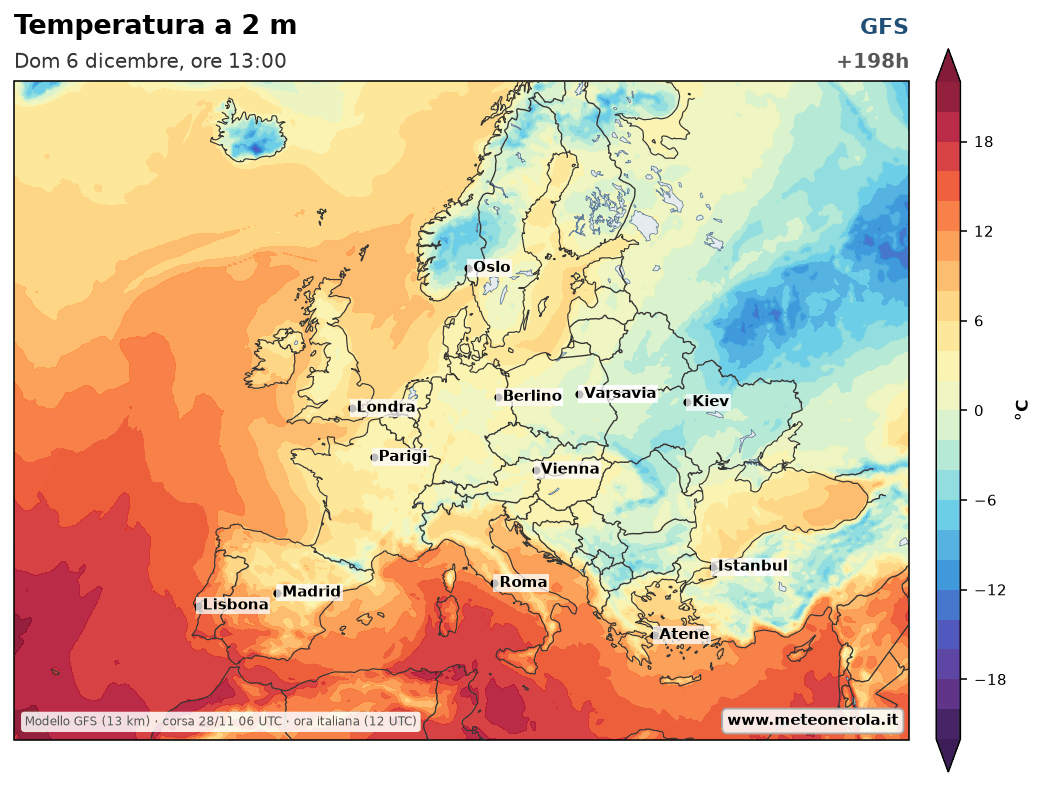 Temperatura a 2 m
GFS
Dom 6 dicembre, ore 13:00
+198h
18
12
6
0
−6
−12
−18
°C
Oslo
Berlino
Varsavia
Kiev
Londra
Parigi
Vienna
Istanbul
Roma
Madrid
Lisbona
Atene
Modello GFS (13 km) · corsa 28/11 06 UTC · ora italiana (12 UTC)
www.meteonerola.it